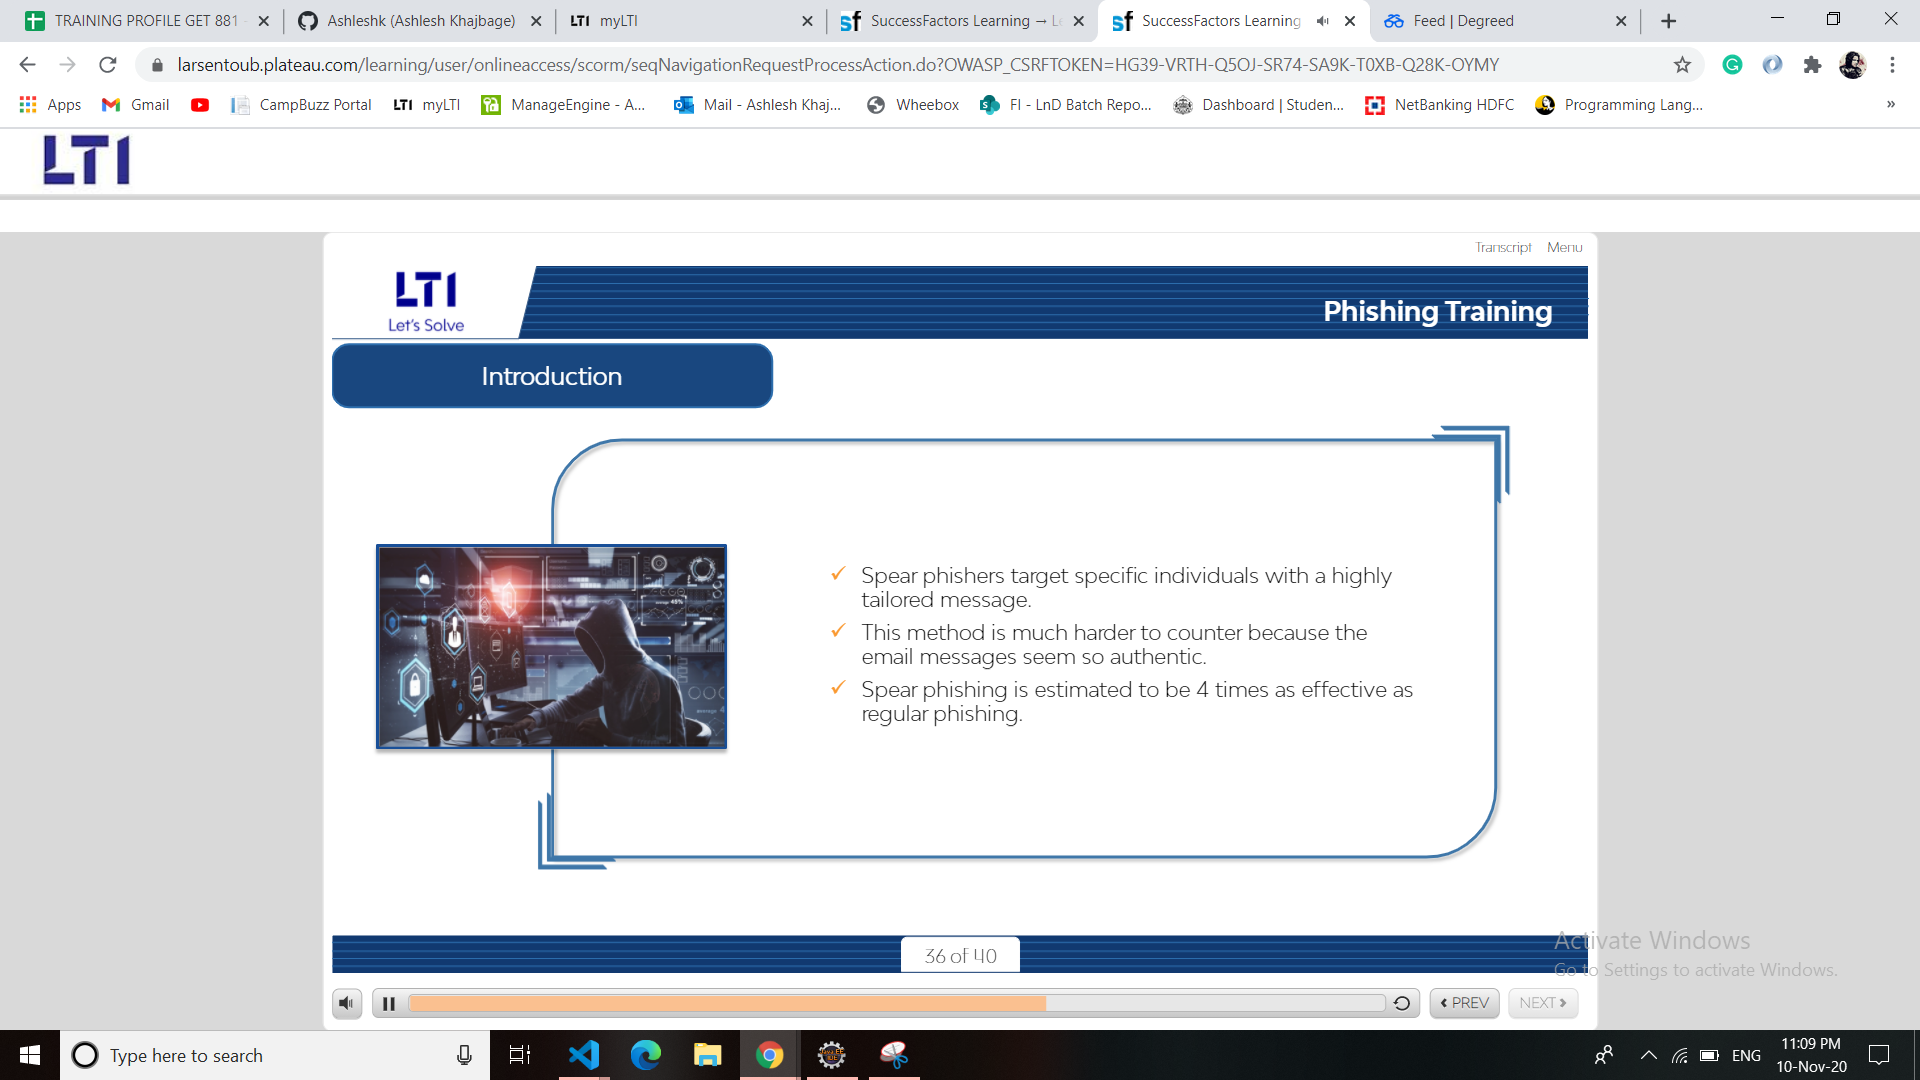 TRAINING PROFILE GET 881
Ashleshk (Ashlesh Khajbage)
LTI myLTI
sf SuccessFactors Learning → L
sf SuccessFactors Learning
Feed | Degreed
larsentoub.plateau.com/learning/user/onlineaccess/scorm/seqNavigationRequestProcessAction.do?OWASP_CSRFTOKEN=HG39-VRTH-Q5OJ-SR74-SA9K-T0XB-Q28K-OYMY
Apps
Gmail
CampBuzz Portal
LTI myLTI
ManageEngine - A...
Mail - Ashlesh Khaj...
Wheebox
FI - LnD Batch Repo...
Dashboard | Studen...
NetBanking HDFC
Programming Lang...
»
LTI
Transcript Menu
LTI
Let's Solve
Phishing Training
Introduction
✓ Spear phishers target specific individuals with a highly
tailored message.
✓ This method is much harder to counter because the
email messages seem so authentic.
✓ Spear phishing is estimated to be 4 times as effective as
regular phishing.
36 of 40
Activate Windows
Go to Settings to activate Windows.
‹ PREV
NEXT ›
Type here to search
ENG
11:09 PM
10-Nov-20